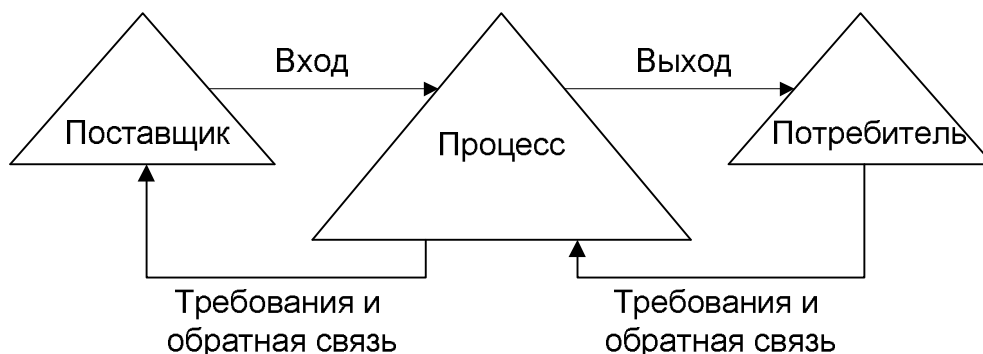 Вход
Выход
Поставщик
Процесс
Потребитель
Требования и
обратная связь
Требования и
обратная связь